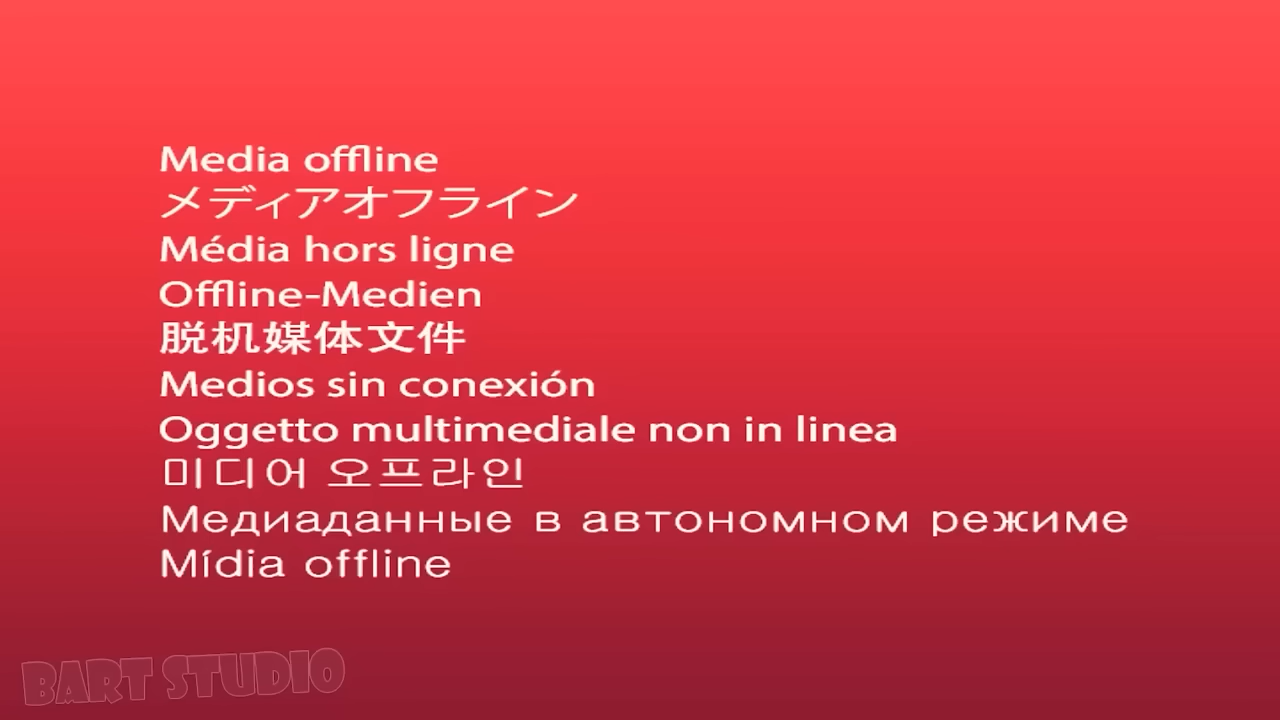 Media offline
メディアオフライン
Média hors ligne
Offline-Medien
脱机媒体文件
Medios sin conexión
Oggetto multimediale non in linea
미디어 오프라인
Медиаданные в автономном режиме
Mídia offline
BART STUDIO